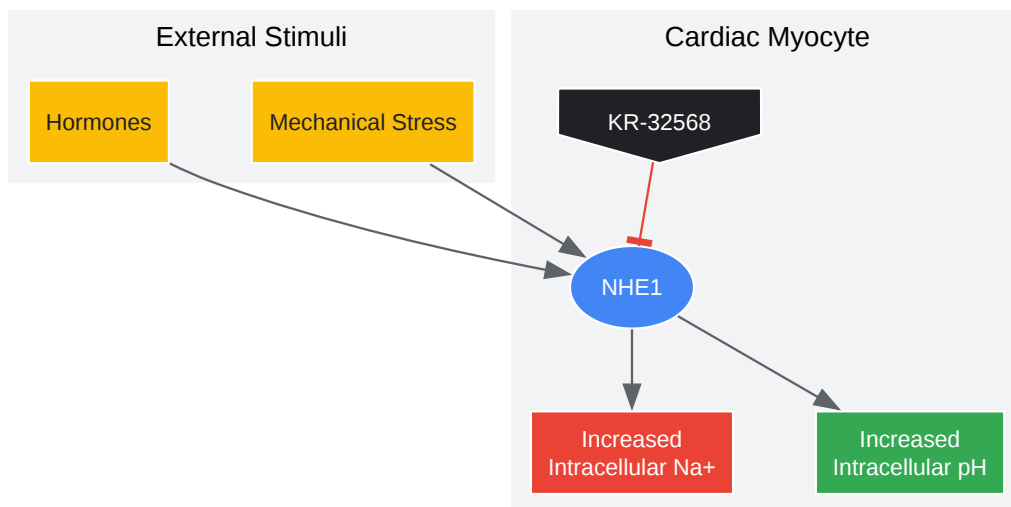 External Stimuli
Cardiac Myocyte
Hormones
Mechanical Stress
KR-32568
NHE1
Increased
Intracellular Na+
Increased
Intracellular pH